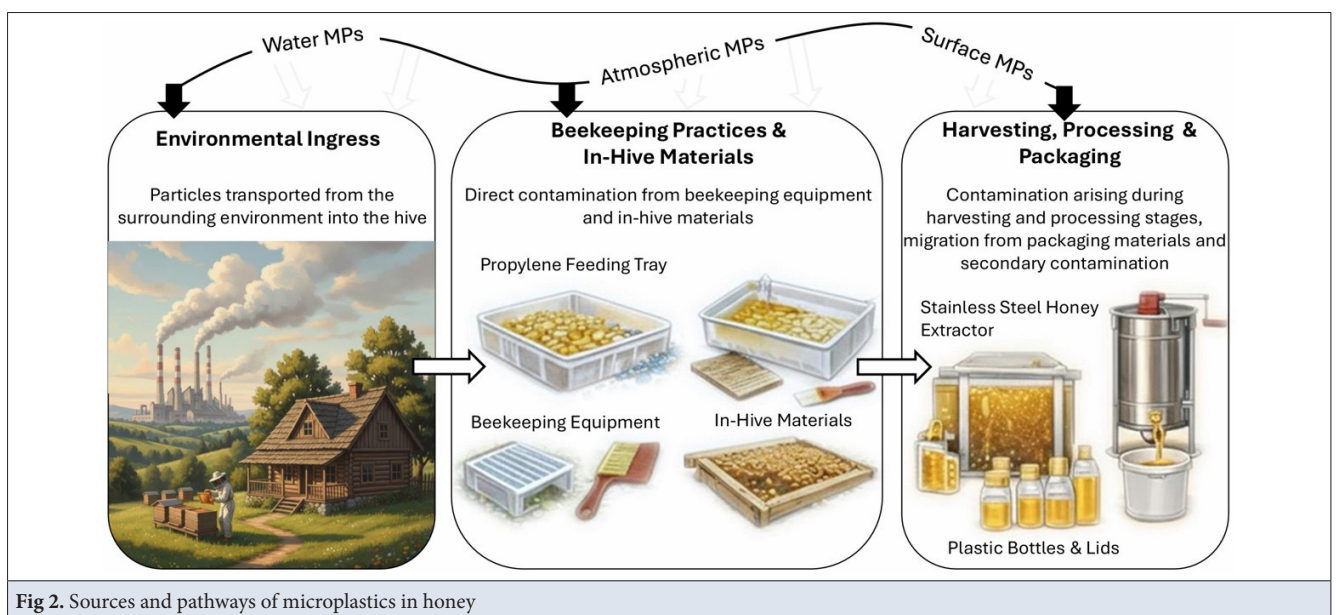 Water MPs
Atmospheric MPs
Surface MPs
Environmental Ingress
Particles transported from the
surrounding environment into the hive
Beekeeping Practices &
In-Hive Materials
Direct contamination from beekeeping equipment
and in-hive materials
Propylene Feeding Tray
Beekeeping Equipment
In-Hive Materials
Harvesting, Processing &
Packaging
Contamination arising during
harvesting and processing stages,
migration from packaging materials and
secondary contamination
Stainless Steel Honey
Extractor
Plastic Bottles & Lids
Fig 2. Sources and pathways of microplastics in honey